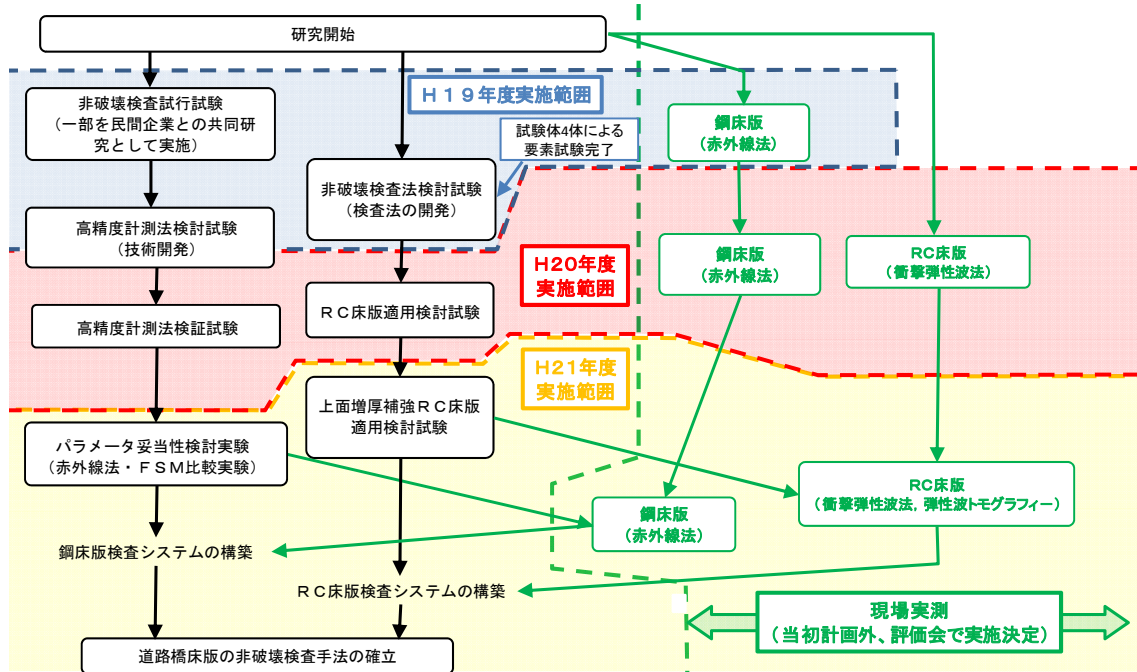 研究開始
H19年度実施範囲
非破壊検査試行試験
(一部を民間企業との共同研
究として実施)
試験体4体による
要素試験完了
鋼床版
(赤外線法)
非破壊検査法検討試験
(検査法の開発)
高精度計測法検討試験
(技術開発)
H20年度
実施範囲
鋼床版
(赤外線法)
RC床版
(衝撃弾性波法)
高精度計測法検証試験
RC床版適用検討試験
H21年度
実施範囲
上面増厚補強RC床版
適用検討試験
パラメータ妥当性検討実験
(赤外線法・FSM比較実験)
RC床版
(衝撃弾性波法, 弾性波トモグラフィー)
鋼床版
(赤外線法)
鋼床版検査システムの構築
RC床版検査システムの構築
現場実測
(当初計画外、評価会で実施決定)
道路橋床版の非破壊検査手法の確立